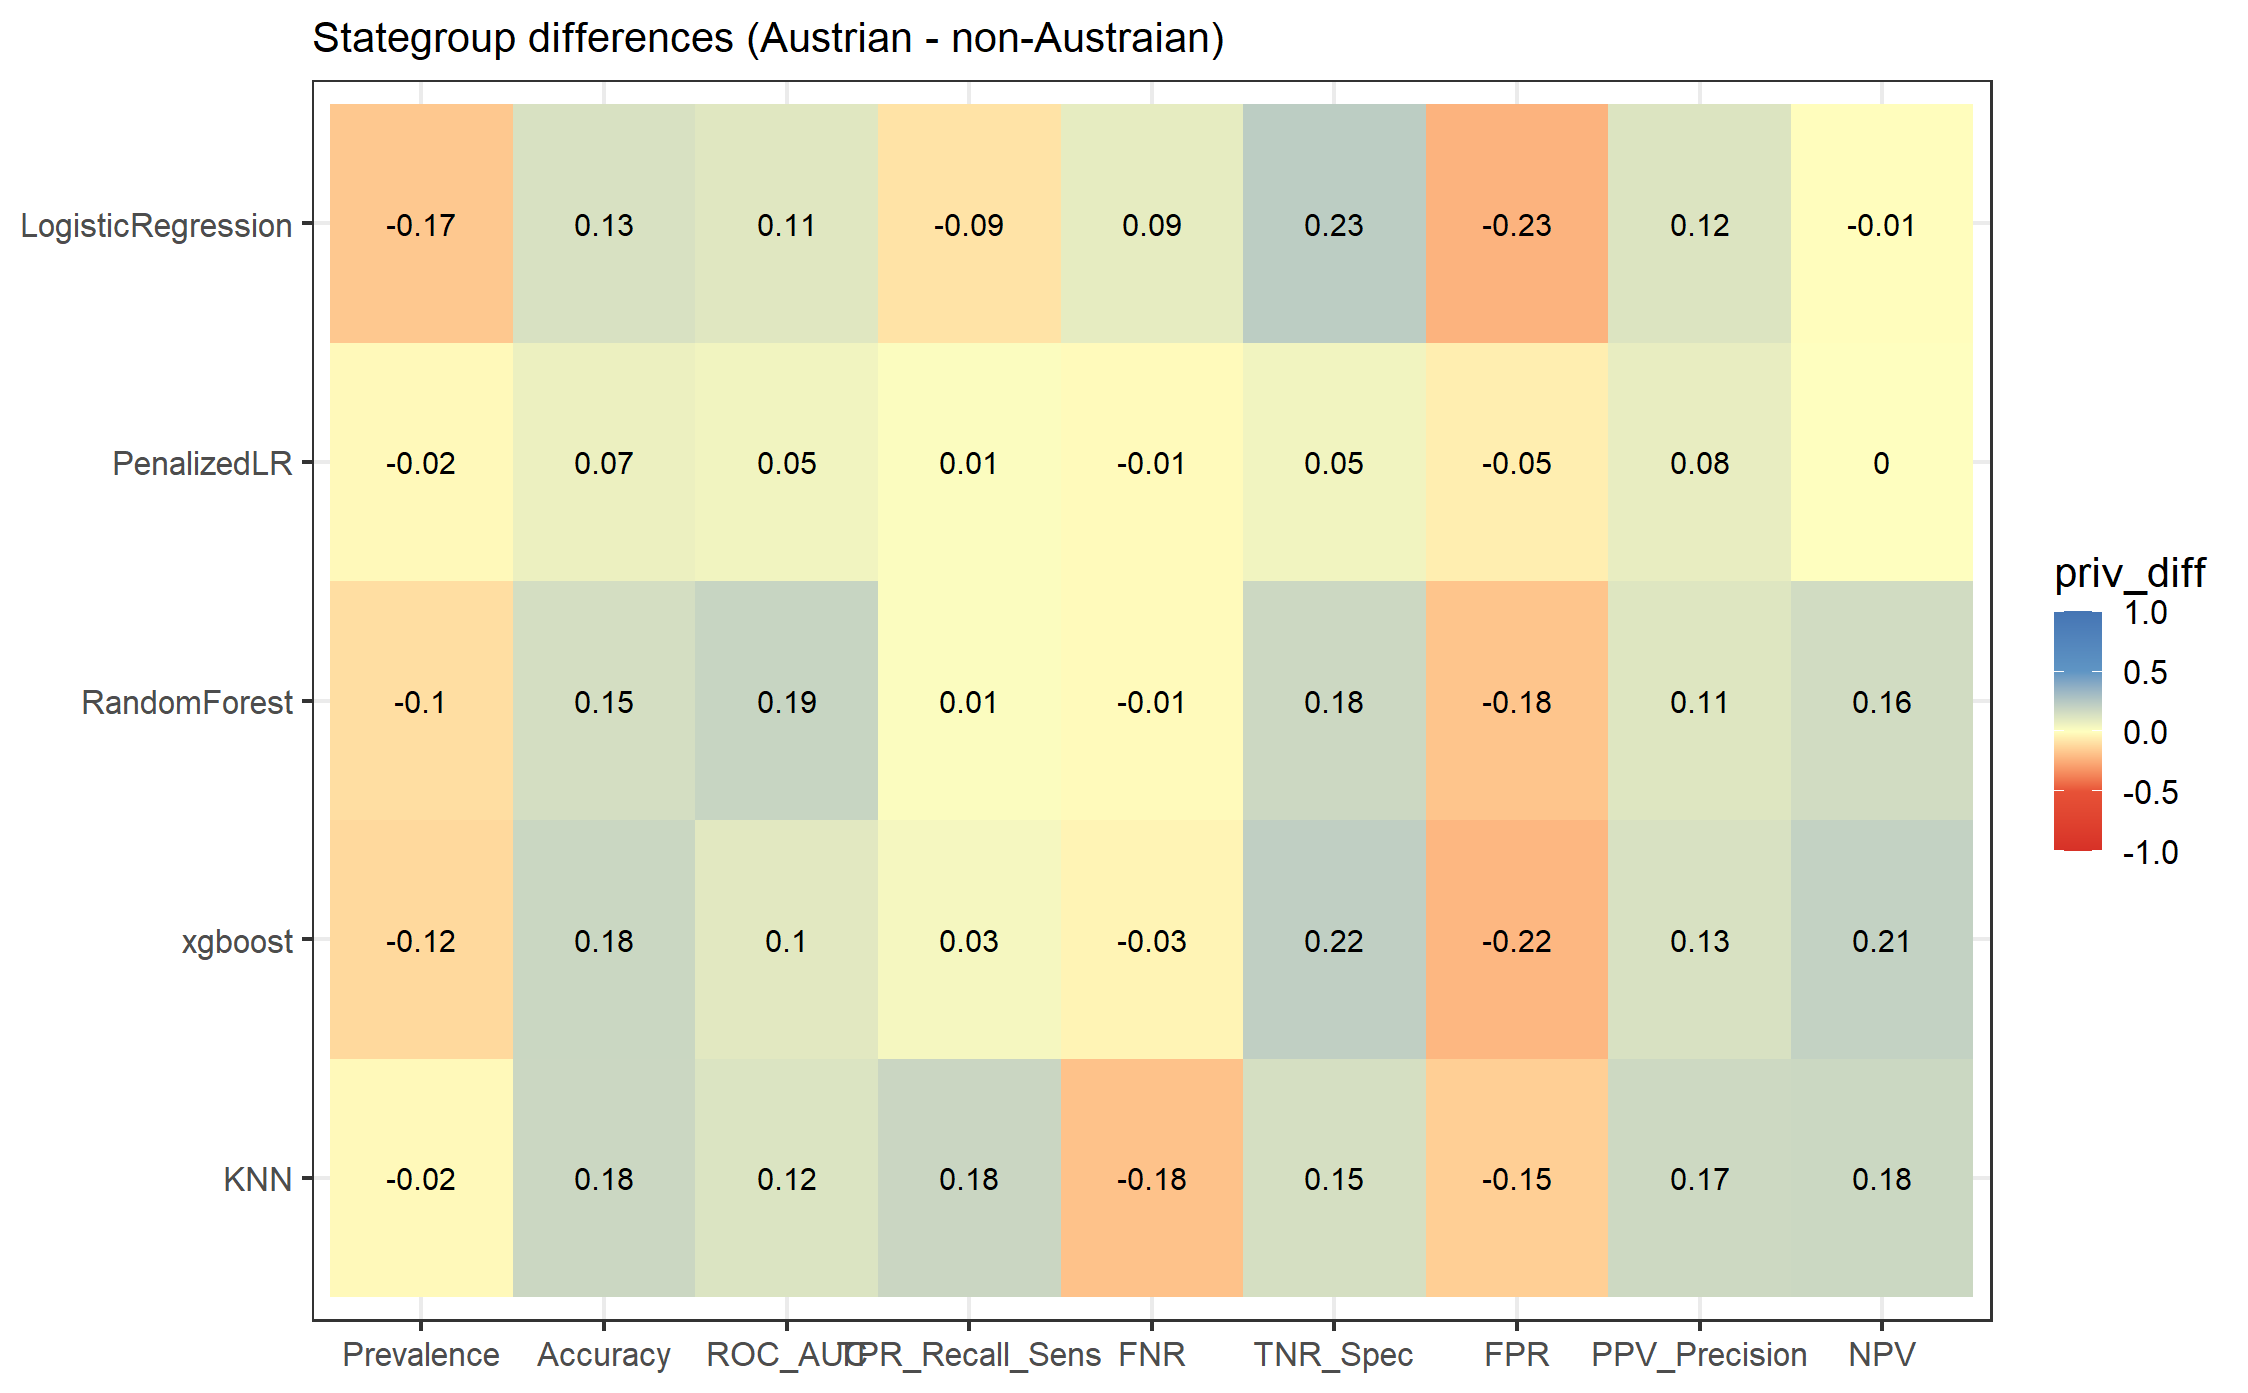 Stategroup differences (Austrian - non-Austraian)
LogisticRegression -0.17 0.13 0.11 -0.09 0.09 0.23 -0.23 0.12 -0.01
PenalizedLR -0.02 0.07 0.05 0.01 -0.01 0.05 -0.05 0.08 0
RandomForest -0.1 0.15 0.19 0.01 -0.01 0.18 -0.18 0.11 0.16
xgboost -0.12 0.18 0.1 0.03 -0.03 0.22 -0.22 0.13 0.21
KNN -0.02 0.18 0.12 0.18 -0.18 0.15 -0.15 0.17 0.18
Prevalence Accuracy ROC_AUC TPR_Recall_Sens FNR TNR_Spec FPR PPV_Precision NPV
priv_diff
1.0
0.5
0.0
-0.5
-1.0